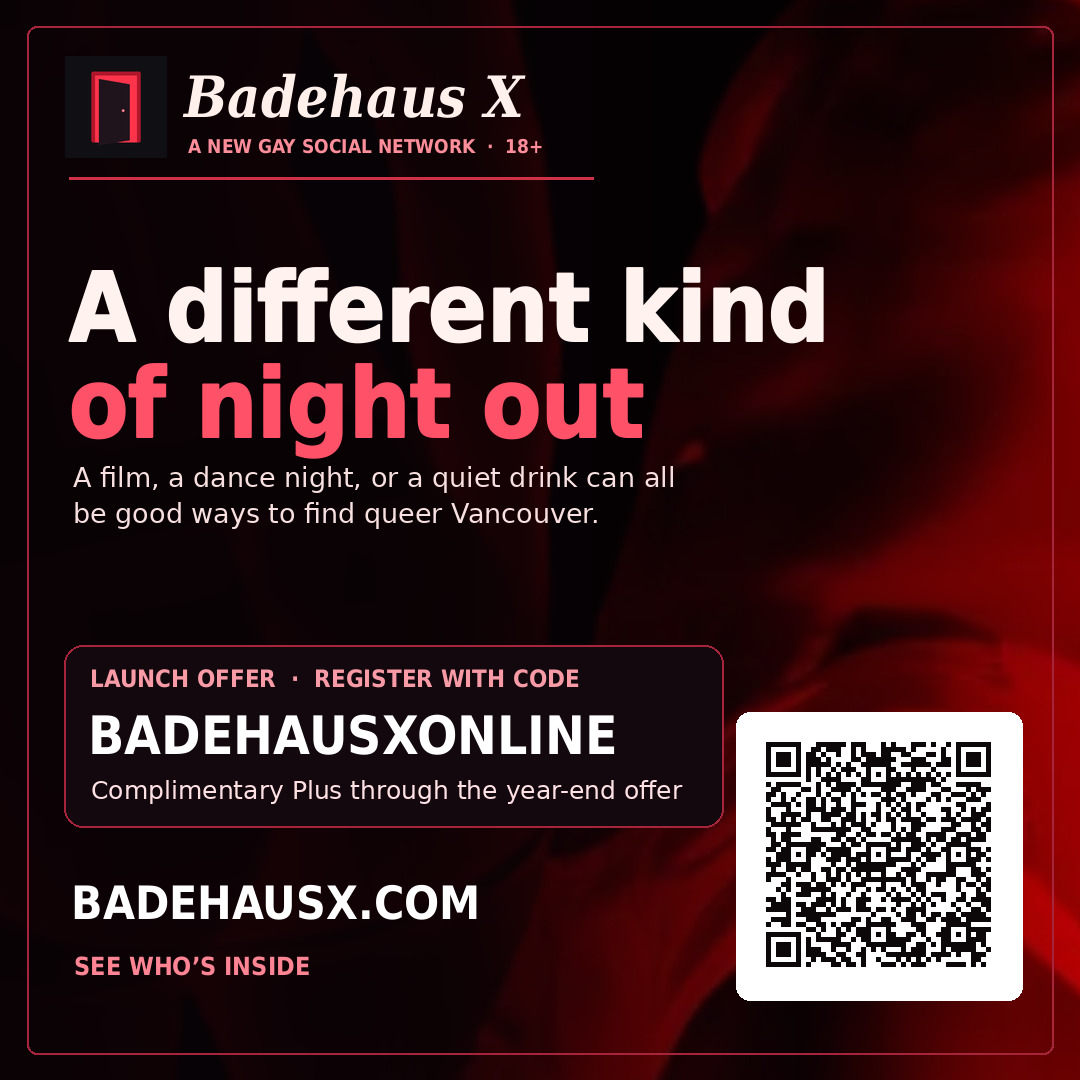 Badehaus X
A NEW GAY SOCIAL NETWORK · 18+
A different kind
of night out
A film, a dance night, or a quiet drink can all
be good ways to find queer Vancouver.
LAUNCH OFFER · REGISTER WITH CODE
BADEHAUSXONLINE
Complimentary Plus through the year-end offer
BADEHAUSX.COM
SEE WHO’S INSIDE